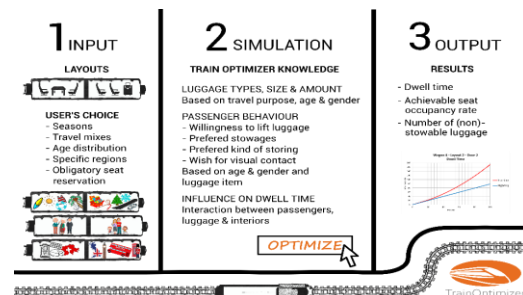 1 INPUT
LAYOUTS
USER'S CHOICE
- Seasons
- Travel mixes
- Age distribution
- Specific regions
- Obligatory seat
reservation
2 SIMULATION
TRAIN OPTIMIZER KNOWLEDGE
LUGGAGE TYPES, SIZE & AMOUNT
Based on travel purpose, age & gender
PASSENGER BEHAVIOUR
- Willingness to lift luggage
- Prefered stowages
- Prefered kind of storing
- Wish for visual contact
Based on age & gender and
luggage item
INFLUENCE ON DWELL TIME
Interaction between passengers,
luggage & interiors
OPTIMIZE
3 OUTPUT
RESULTS
- Dwell time
- Achievable seat
occupancy rate
- Number of (non)-
stowable luggage
TrainOptimizer